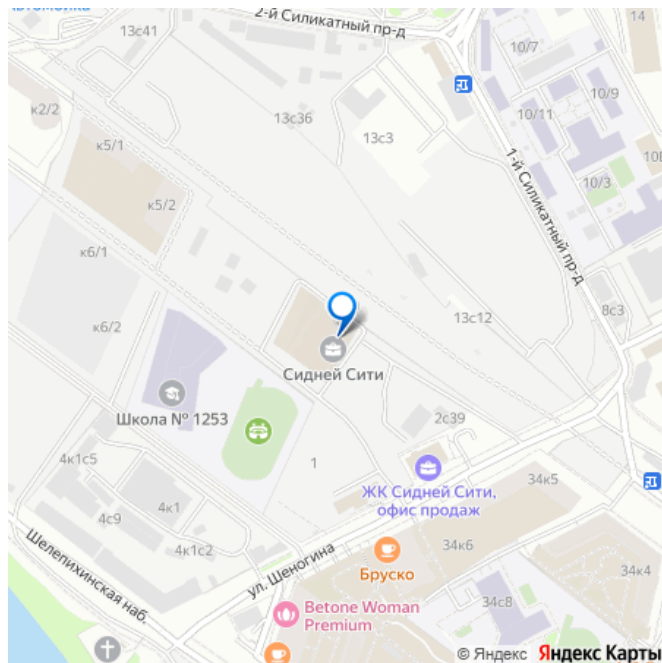 Автомойка
2-й Силикатный пр-д
14
13с41
10/7
к2/2
13с36
10/9
13с3
10/11
к5/1
10/3
к5/2
1-й Силикатный пр-д
к6/1
8с3
13с12
к6/2
Сидней Сити
Школа № 1253
2с39
4к1с5
1
ЖК Сидней Сити,
офис продаж
34к5
4к1
4с9
4к1с2
34к6
ул. Шеногина
Бруско
34к4
Шелепихинская наб.
34с8
Betone Woman
Premium
© Яндекс Яндекс Карты